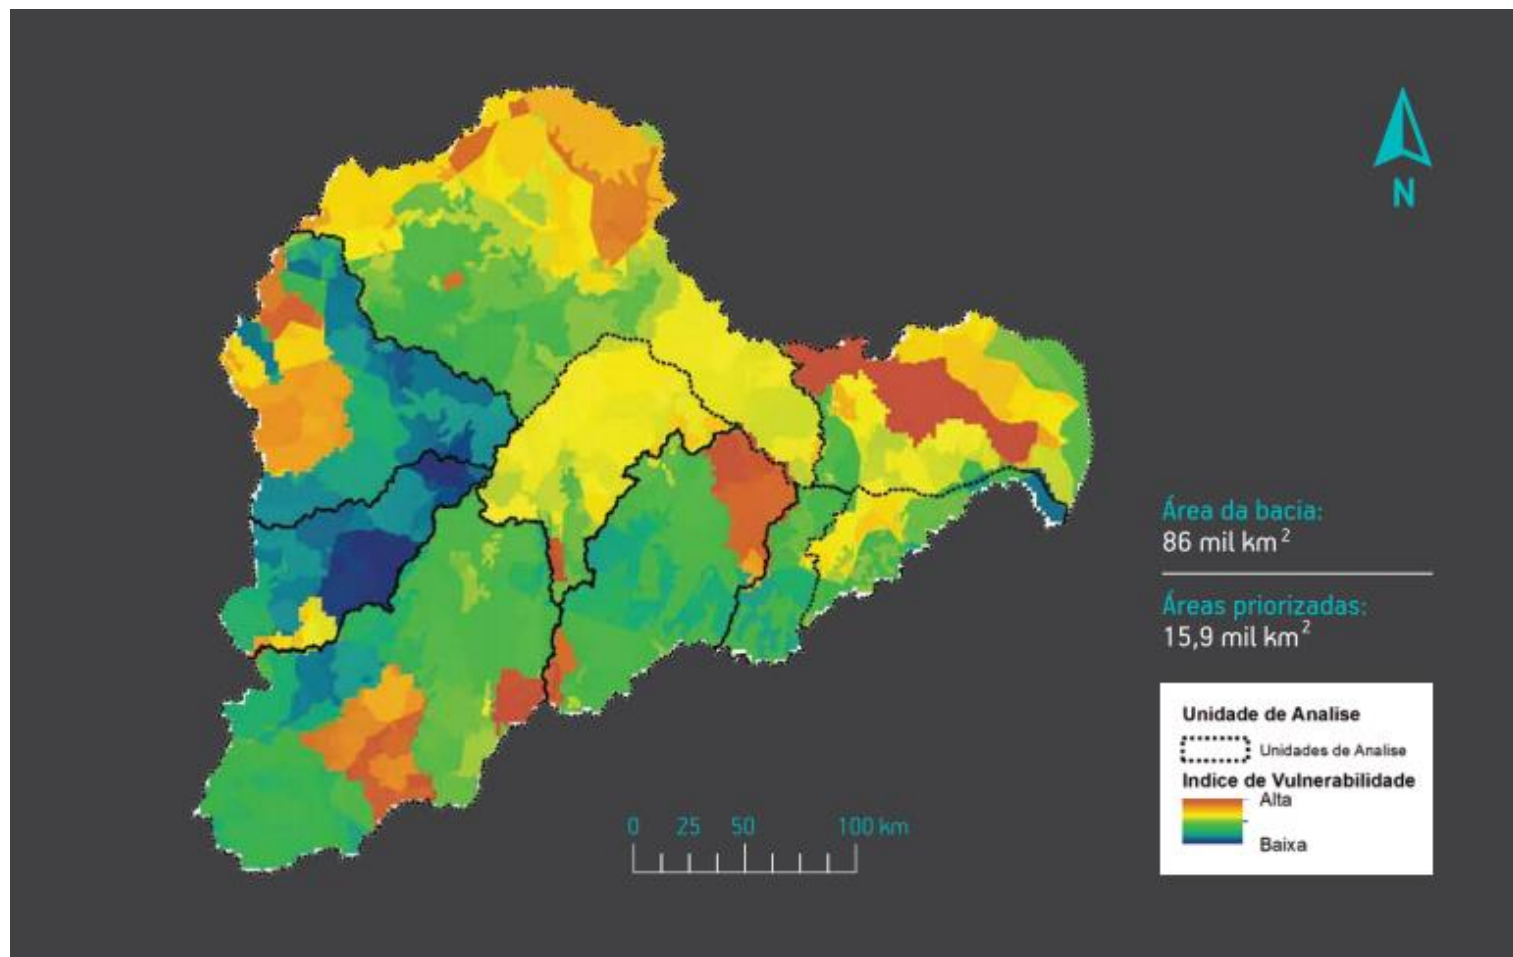 N
Área da bacia:
86 mil km²
Áreas priorizadas:
15,9 mil km²
Unidade de Analise
Unidades de Analise
Indice de Vulnerabilidade
Alta
Baixa
0 25 50 100 km